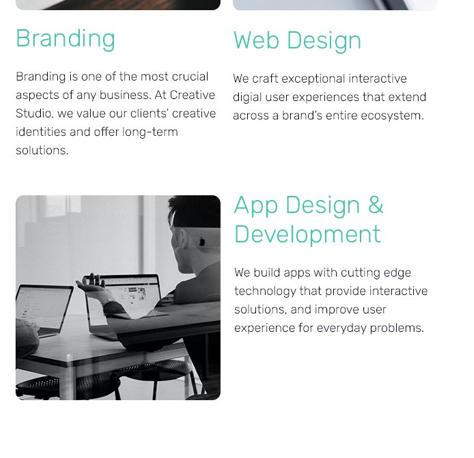 Branding
Branding is one of the most crucial
aspects of any business. At Creative
Studio, we value our clients' creative
identities and offer long-term
solutions.
Web Design
We craft exceptional interactive
digial user experiences that extend
across a brand's entire ecosystem.
App Design &
Development
We build apps with cutting edge
technology that provide interactive
solutions, and improve user
experience for everyday problems.